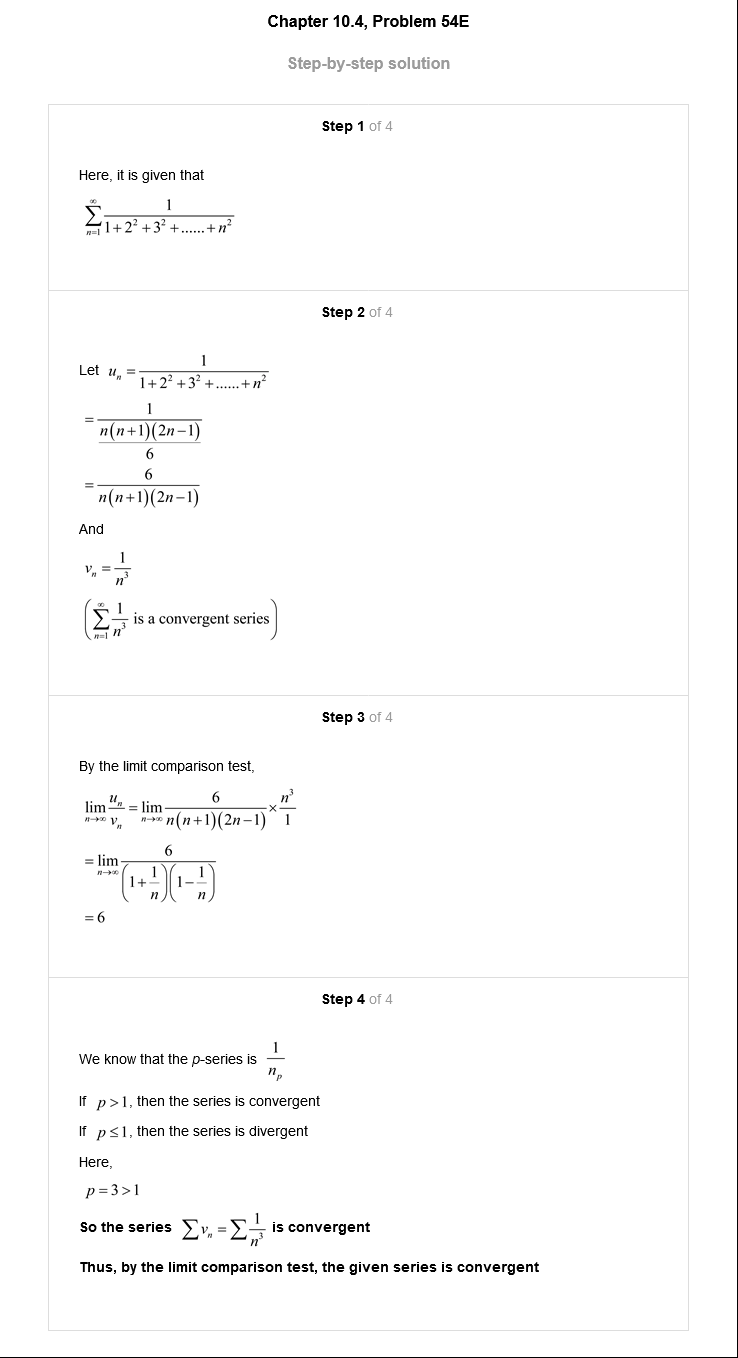 Chapter 10.4, Problem 54E
Step-by-step solution
Step 1 of 4
Here, it is given that
$\sum_{n=1}^{\infty} \frac{1}{1+2^2+3^2+......+n^2}$
Step 2 of 4
Let $u_n = \frac{1}{1+2^2+3^2+......+n^2}$
$= \frac{1}{\frac{n(n+1)(2n-1)}{6}}$
$= \frac{6}{n(n+1)(2n-1)}$
And
$v_n = \frac{1}{n^3}$
$\left( \sum_{n=1}^{\infty} \frac{1}{n^3} \text{ is a convergent series} \right)$
Step 3 of 4
By the limit comparison test,
$\lim_{n \to \infty} \frac{u_n}{v_n} = \lim_{n \to \infty} \frac{6}{n(n+1)(2n-1)} \times \frac{n^3}{1}$
$= \lim_{n \to \infty} \frac{6}{\left(1+\frac{1}{n}\right)\left(1-\frac{1}{n}\right)}$
$= 6$
Step 4 of 4
We know that the p-series is $\frac{1}{n_p}$
If $p > 1$, then the series is convergent
If $p \leq 1$, then the series is divergent
Here,
$p = 3 > 1$
So the series $\sum v_n = \sum \frac{1}{n^3}$ is convergent
Thus, by the limit comparison test, the given series is convergent